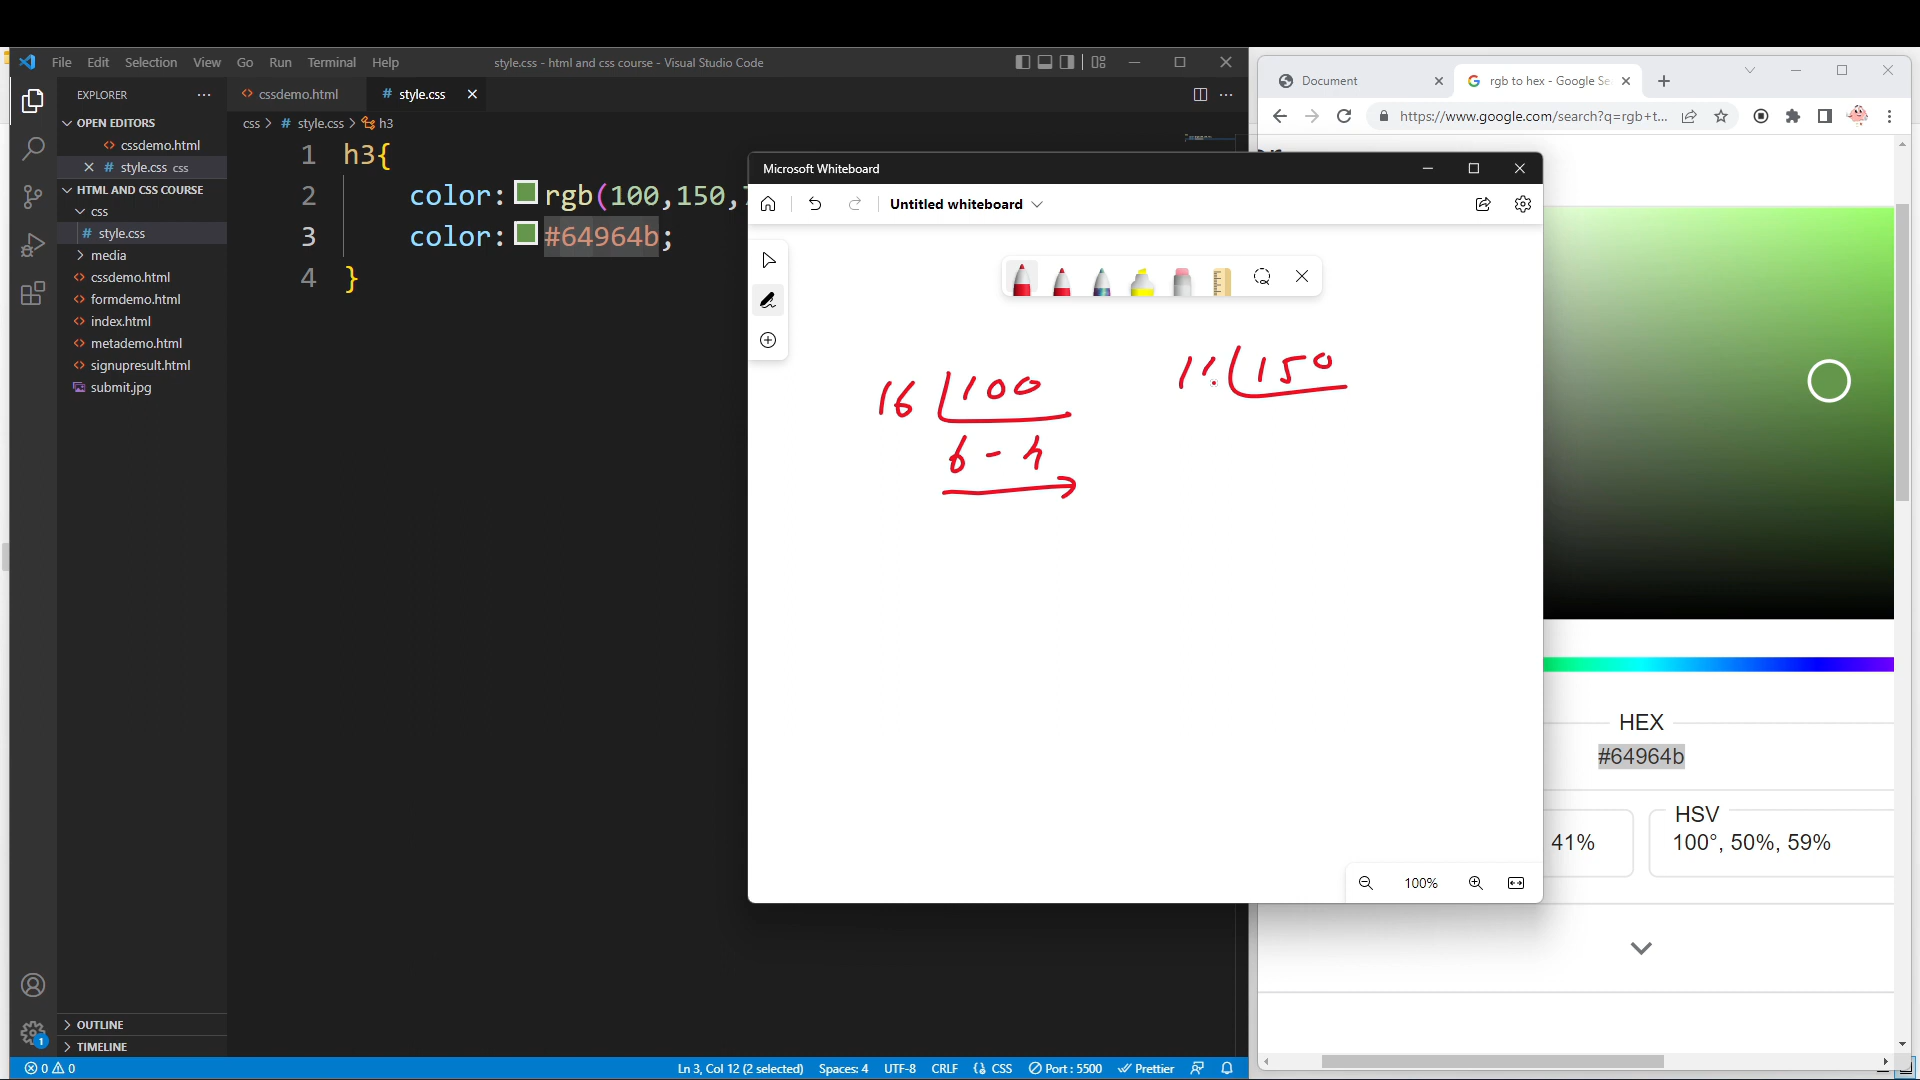 File Edit Selection View Go Run Terminal Help
style.css - html and css course - Visual Studio Code
EXPLORER
OPEN EDITORS
cssdemo.html
style.css css
HTML AND CSS COURSE
css
style.css
media
cssdemo.html
formdemo.html
index.html
metademo.html
signupresult.html
submit.jpg
OUTLINE
TIMELINE
cssdemo.html
# style.css
css > # style.css > h3
1 h3{
2 color: rgb(100,150,
3 color: #64964b;
4 }
Microsoft Whiteboard
Untitled whiteboard
16 100
6 - 4
150
100%
Document
rgb to hex - Google Se
https://www.google.com/search?q=rgb+t...
HEX
#64964b
41%
HSV
100°, 50%, 59%
0 0
Ln 3, Col 12 (2 selected) Spaces: 4 UTF-8 CRLF CSS Port : 5500 Prettier
1